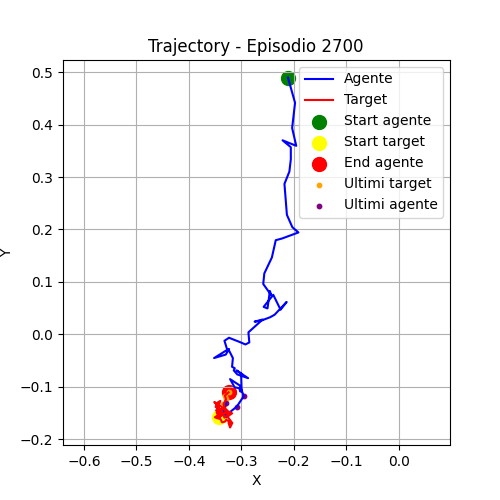 Trajectory - Episodio 2700
Agente
Target
Start agente
Start target
End agente
Ultimi target
Ultimi agente
0.5
0.4
0.3
0.2
0.1
0.0
−0.1
−0.2
Y
−0.6
−0.5
−0.4
−0.3
−0.2
−0.1
0.0
X